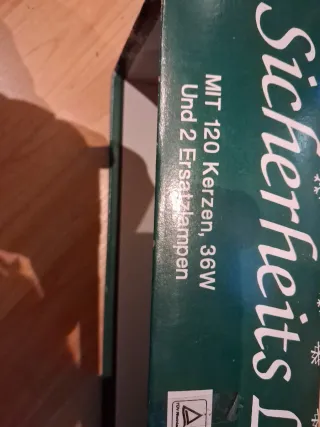 Sicherheits
MIT 120 Kerzen, 36W
Und 2 Ersatzlampen